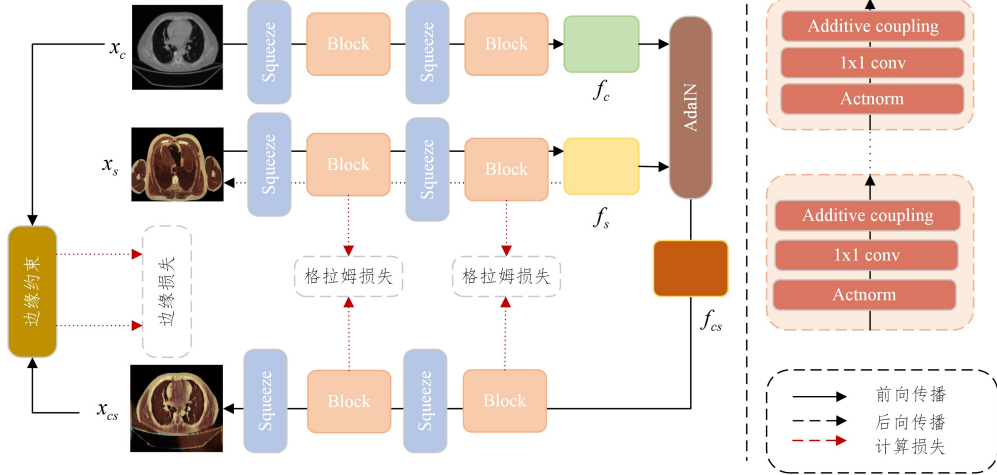 x_c
Squeeze
Block
Squeeze
Block
f_c
AdaIN
x_s
Squeeze
Block
Squeeze
Block
f_s
边缘约束
边缘损失
格拉姆损失
格拉姆损失
f_cs
x_cs
Squeeze
Block
Squeeze
Block
Additive coupling
1x1 conv
Actnorm
Additive coupling
1x1 conv
Actnorm
前向传播
后向传播
计算损失